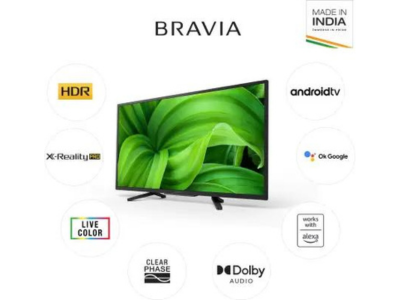 BRAVIA
MADE IN
INDIA
HDR
androidtv
X-Reality PRO
Ok Google
LIVE
COLOR
works
with
alexa
CLEAR
PHASE
Dolby
AUDIO